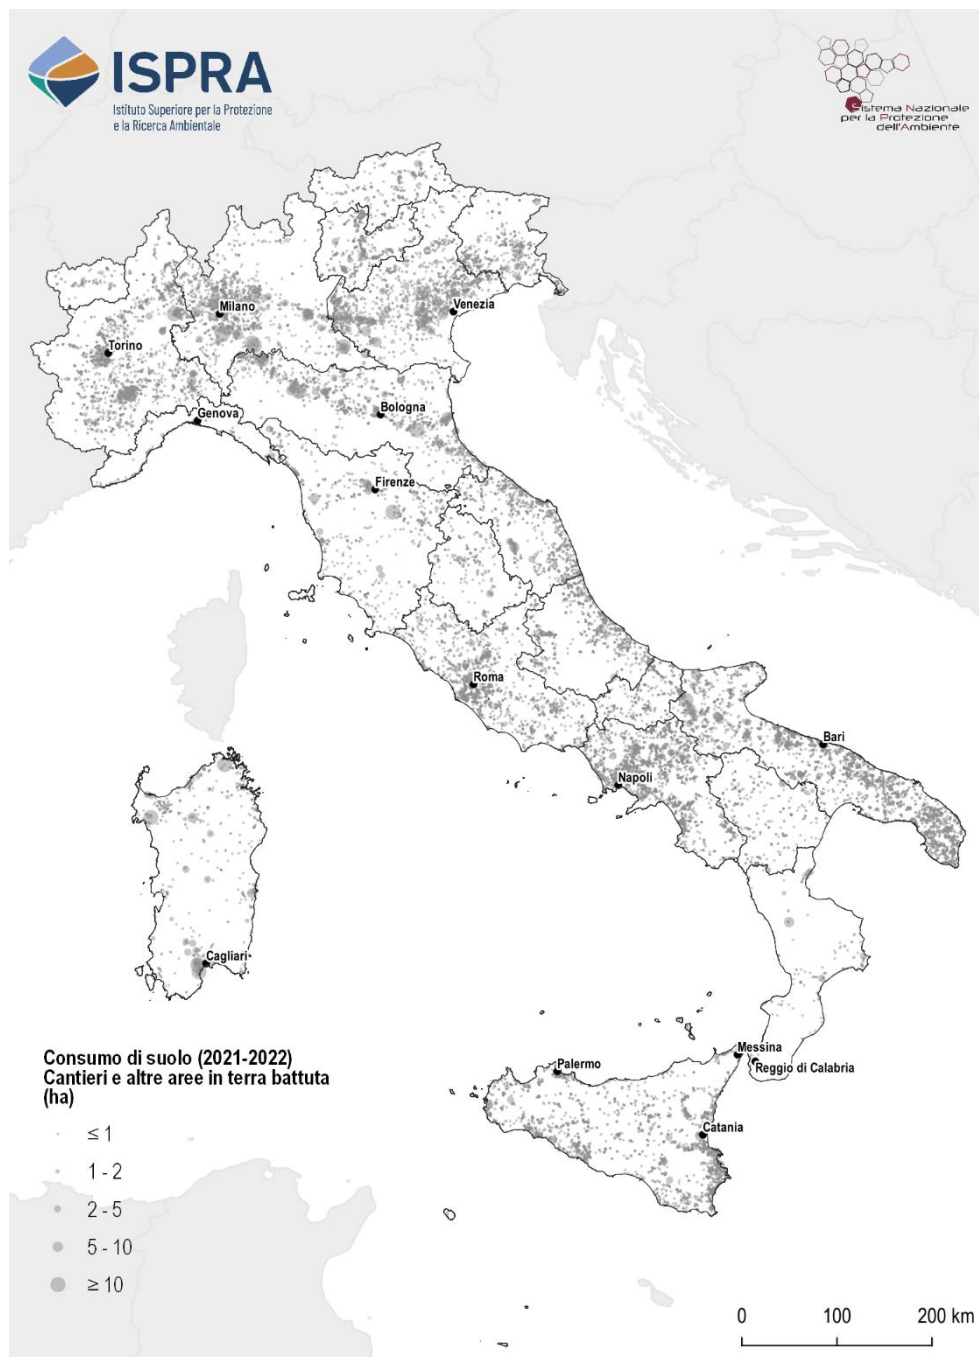 ISPRA
Istituto Superiore per la Protezione
e la Ricerca Ambientale
Sistema Nazionale
per la Protezione
dell'Ambiente
Milano
Venezia
Torino
Genova
Bologna
Firenze
Roma
Bari
Napoli
Cagliari
Messina
Reggio di Calabria
Palermo
Catania
Consumo di suolo (2021-2022)
Cantieri e altre aree in terra battuta
(ha)
≤ 1
1 - 2
2 - 5
5 - 10
≥ 10
0 100 200 km